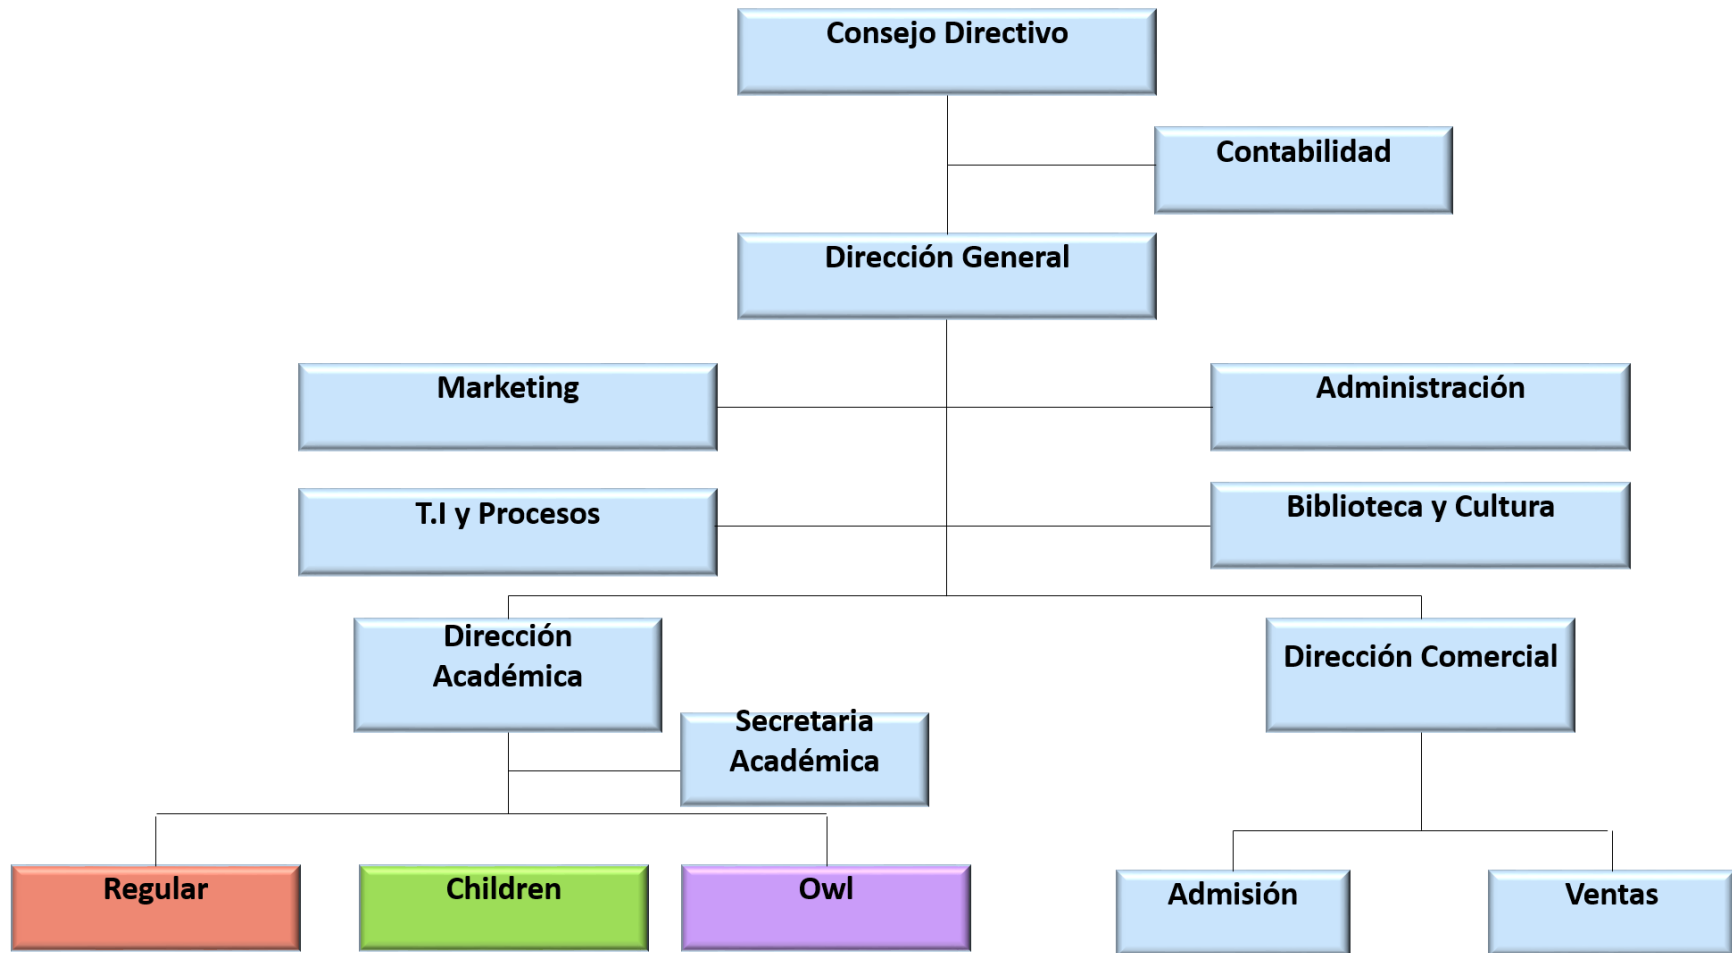 Consejo Directivo
Contabilidad
Dirección General
Marketing
Administración
T.I y Procesos
Biblioteca y Cultura
Dirección
Académica
Dirección Comercial
Secretaria
Académica
Regular
Children
Owl
Admisión
Ventas